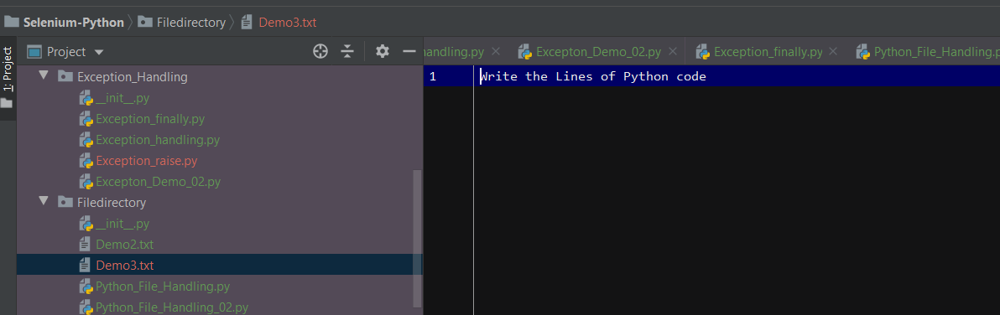 Selenium-Python Filedirectory Demo3.txt
1: Project
Project
handling.py Excepton_Demo_02.py Exception_finally.py Python_File_Handling.p
Exception_Handling
__init__.py
Exception_finally.py
Exception_handling.py
Exception_raise.py
Excepton_Demo_02.py
Filedirectory
__init__.py
Demo2.txt
Demo3.txt
Python_File_Handling.py
Python_File_Handling_02.py
1 Write the Lines of Python code